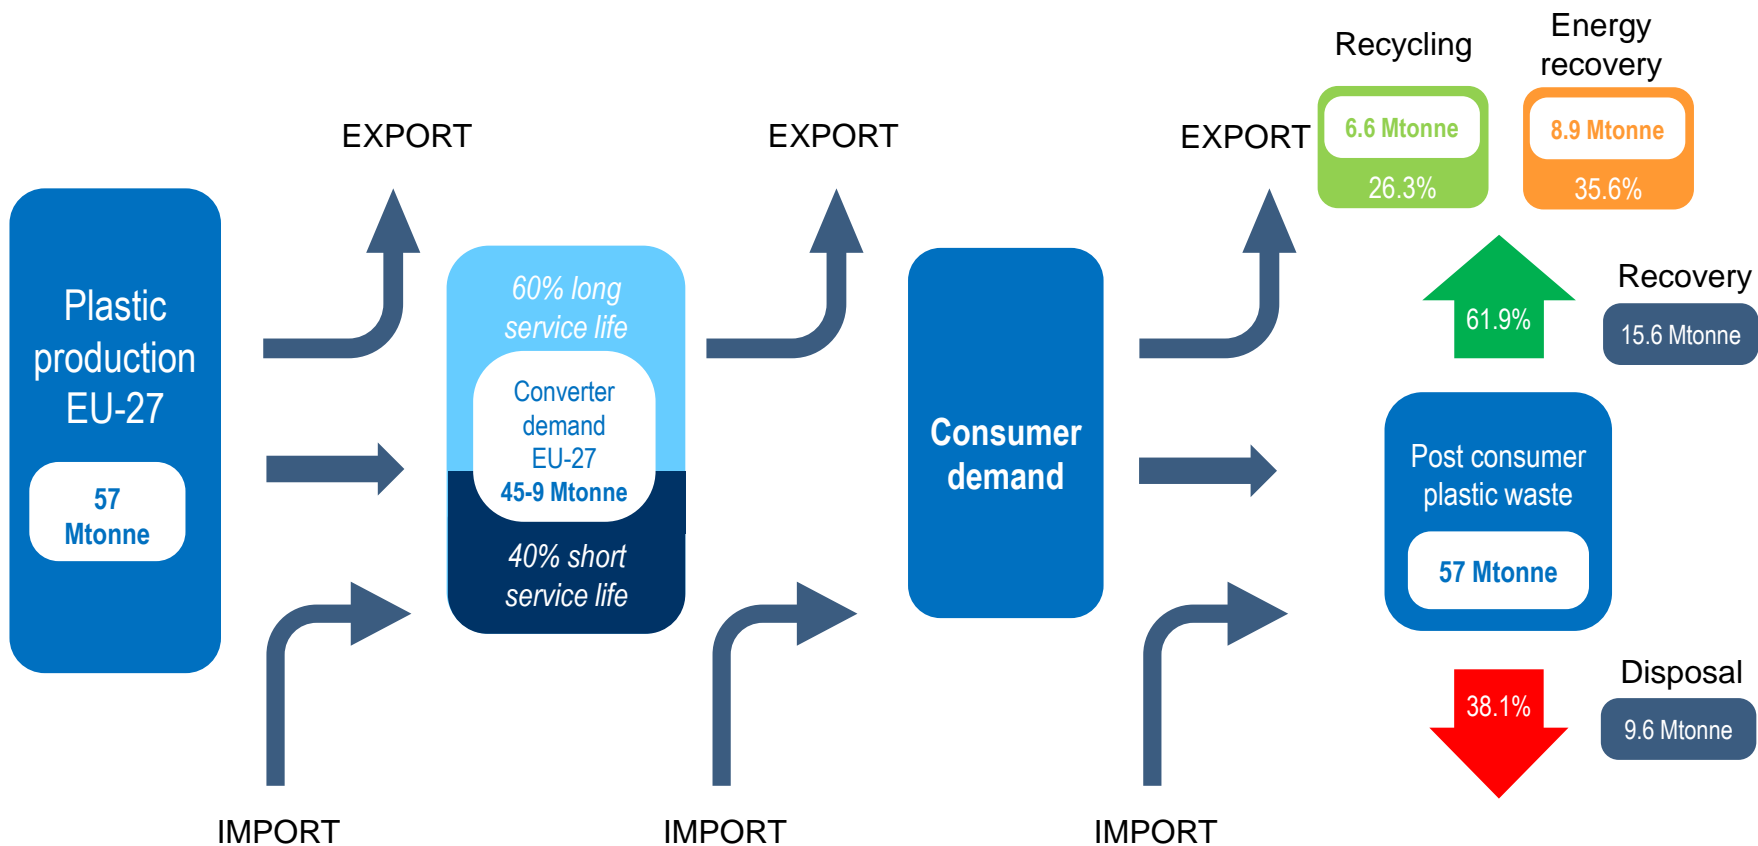 Plastic
production
EU-27
57
Mtonne
EXPORT
IMPORT
60% long
service life
Converter
demand
EU-27
45-9 Mtonne
40% short
service life
EXPORT
IMPORT
Consumer
demand
EXPORT
IMPORT
Recycling
6.6 Mtonne
26.3%
Energy
recovery
8.9 Mtonne
35.6%
61.9%
Recovery
15.6 Mtonne
Post consumer
plastic waste
57 Mtonne
38.1%
Disposal
9.6 Mtonne